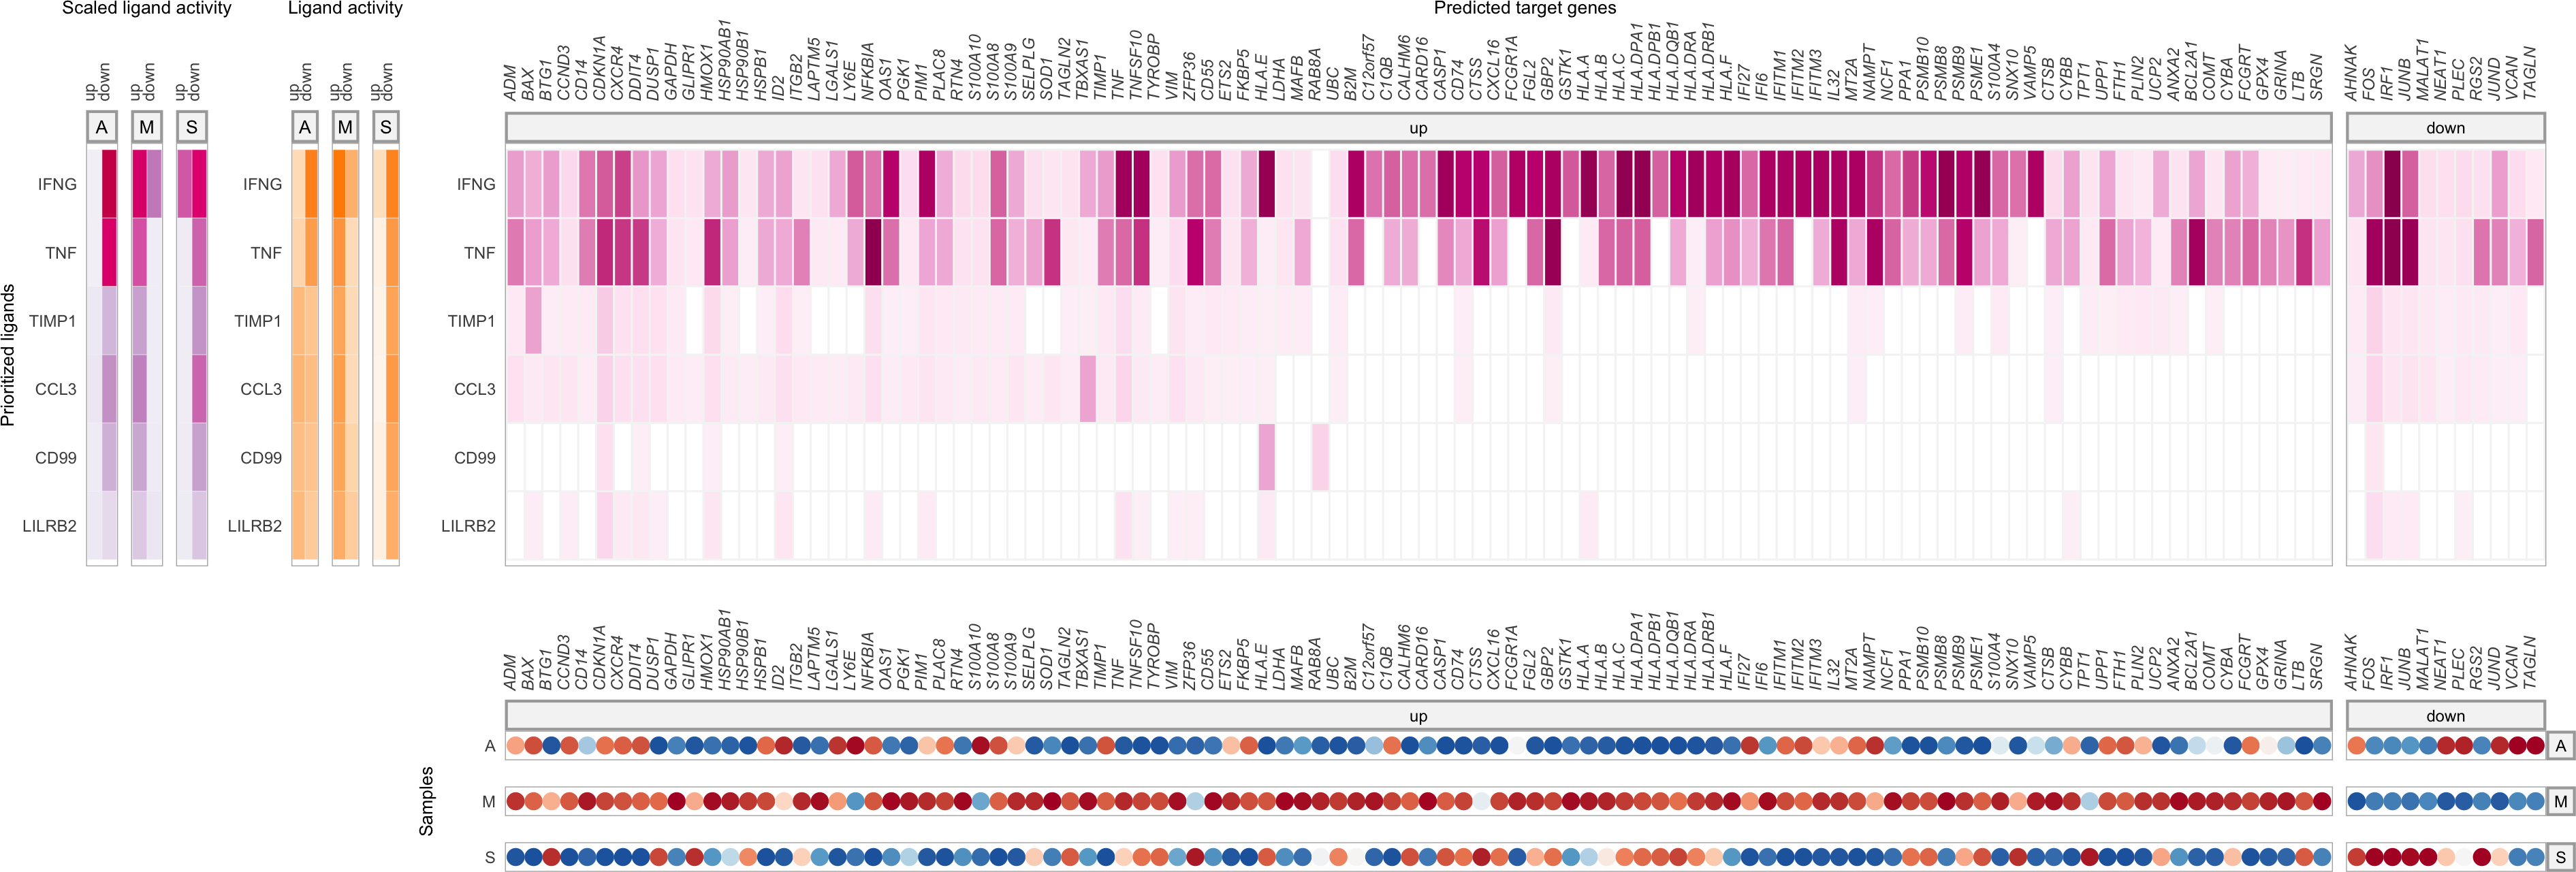 Scaled ligand activity Ligand activity Predicted target genes
up down up down up down up down up down up down
ADM BAX BTG1 CCND3 CD14 CDKN1A CXCR4 DDIT4 DUSP1 GAPDH GLIPR1 HMOX1 HSP90AB1 HSP90B1 HSPB1 ID2 ITGB2 LAPTM5 LGALS1 LY6E NFKBIA OAS1 PGK1 PIM1 PLAC8 RTN4 S100A10 S100A8 S100A9 SELPLG SOD1 TAGLN2 TBXAS1 TIMP1 TNF TNFSF10 TYROBP VIM ZFP36 CD55 ETS2 FKBP5 HLA.E LDHA MAFB RAB8A UBC B2M C12orf57 C1QB CALHM6 CARD16 CASP1 CD74 CTSS CXCL16 FCGR1A FGL2 GBP2 GSTK1 HLA.A HLA.B HLA.C HLA.DPA1 HLA.DPB1 HLA.DQB1 HLA.DRA HLA.DRB1 HLA.F IFI27 IFI6 IFITM1 IFITM2 IFITM3 IL32 MT2A NAMPT NCF1 PPA1 PSMB10 PSMB8 PSMB9 PSME1 S100A4 SNX10 VAMP5 CTSB CYBB TPT1 UPP1 FTH1 PLIN2 UCP2 ANXA2 BCL2A1 COMT CYBA FCGRT GPX4 GRINA LTB SRGN AHNAK FOS IRF1 JUNB MALAT1 NEAT1 PLEC RGS2 JUND VCAN TAGLN
A M S A M S up down
IFNG IFNG IFNG
TNF TNF TNF
TIMP1 TIMP1 TIMP1
CCL3 CCL3 CCL3
CD99 CD99 CD99
LILRB2 LILRB2 LILRB2
Prioritized ligands
ADM BAX BTG1 CCND3 CD14 CDKN1A CXCR4 DDIT4 DUSP1 GAPDH GLIPR1 HMOX1 HSP90AB1 HSP90B1 HSPB1 ID2 ITGB2 LAPTM5 LGALS1 LY6E NFKBIA OAS1 PGK1 PIM1 PLAC8 RTN4 S100A10 S100A8 S100A9 SELPLG SOD1 TAGLN2 TBXAS1 TIMP1 TNF TNFSF10 TYROBP VIM ZFP36 CD55 ETS2 FKBP5 HLA.E LDHA MAFB RAB8A UBC B2M C12orf57 C1QB CALHM6 CARD16 CASP1 CD74 CTSS CXCL16 FCGR1A FGL2 GBP2 GSTK1 HLA.A HLA.B HLA.C HLA.DPA1 HLA.DPB1 HLA.DQB1 HLA.DRA HLA.DRB1 HLA.F IFI27 IFI6 IFITM1 IFITM2 IFITM3 IL32 MT2A NAMPT NCF1 PPA1 PSMB10 PSMB8 PSMB9 PSME1 S100A4 SNX10 VAMP5 CTSB CYBB TPT1 UPP1 FTH1 PLIN2 UCP2 ANXA2 BCL2A1 COMT CYBA FCGRT GPX4 GRINA LTB SRGN AHNAK FOS IRF1 JUNB MALAT1 NEAT1 PLEC RGS2 JUND VCAN TAGLN
up down
A A
M M
S S
Samples